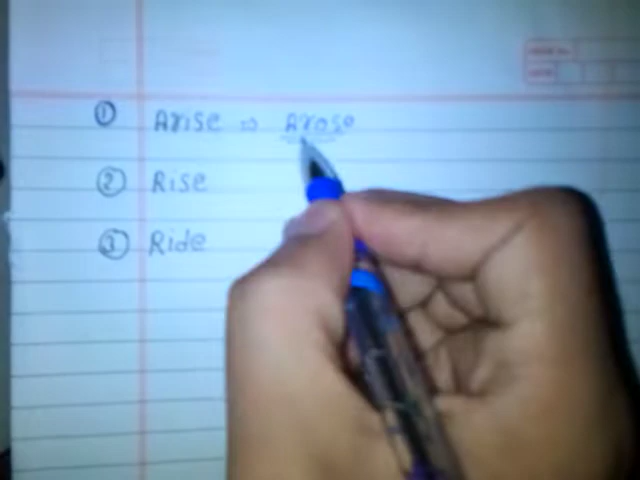 ① Arise => Arose
② Rise
③ Ride